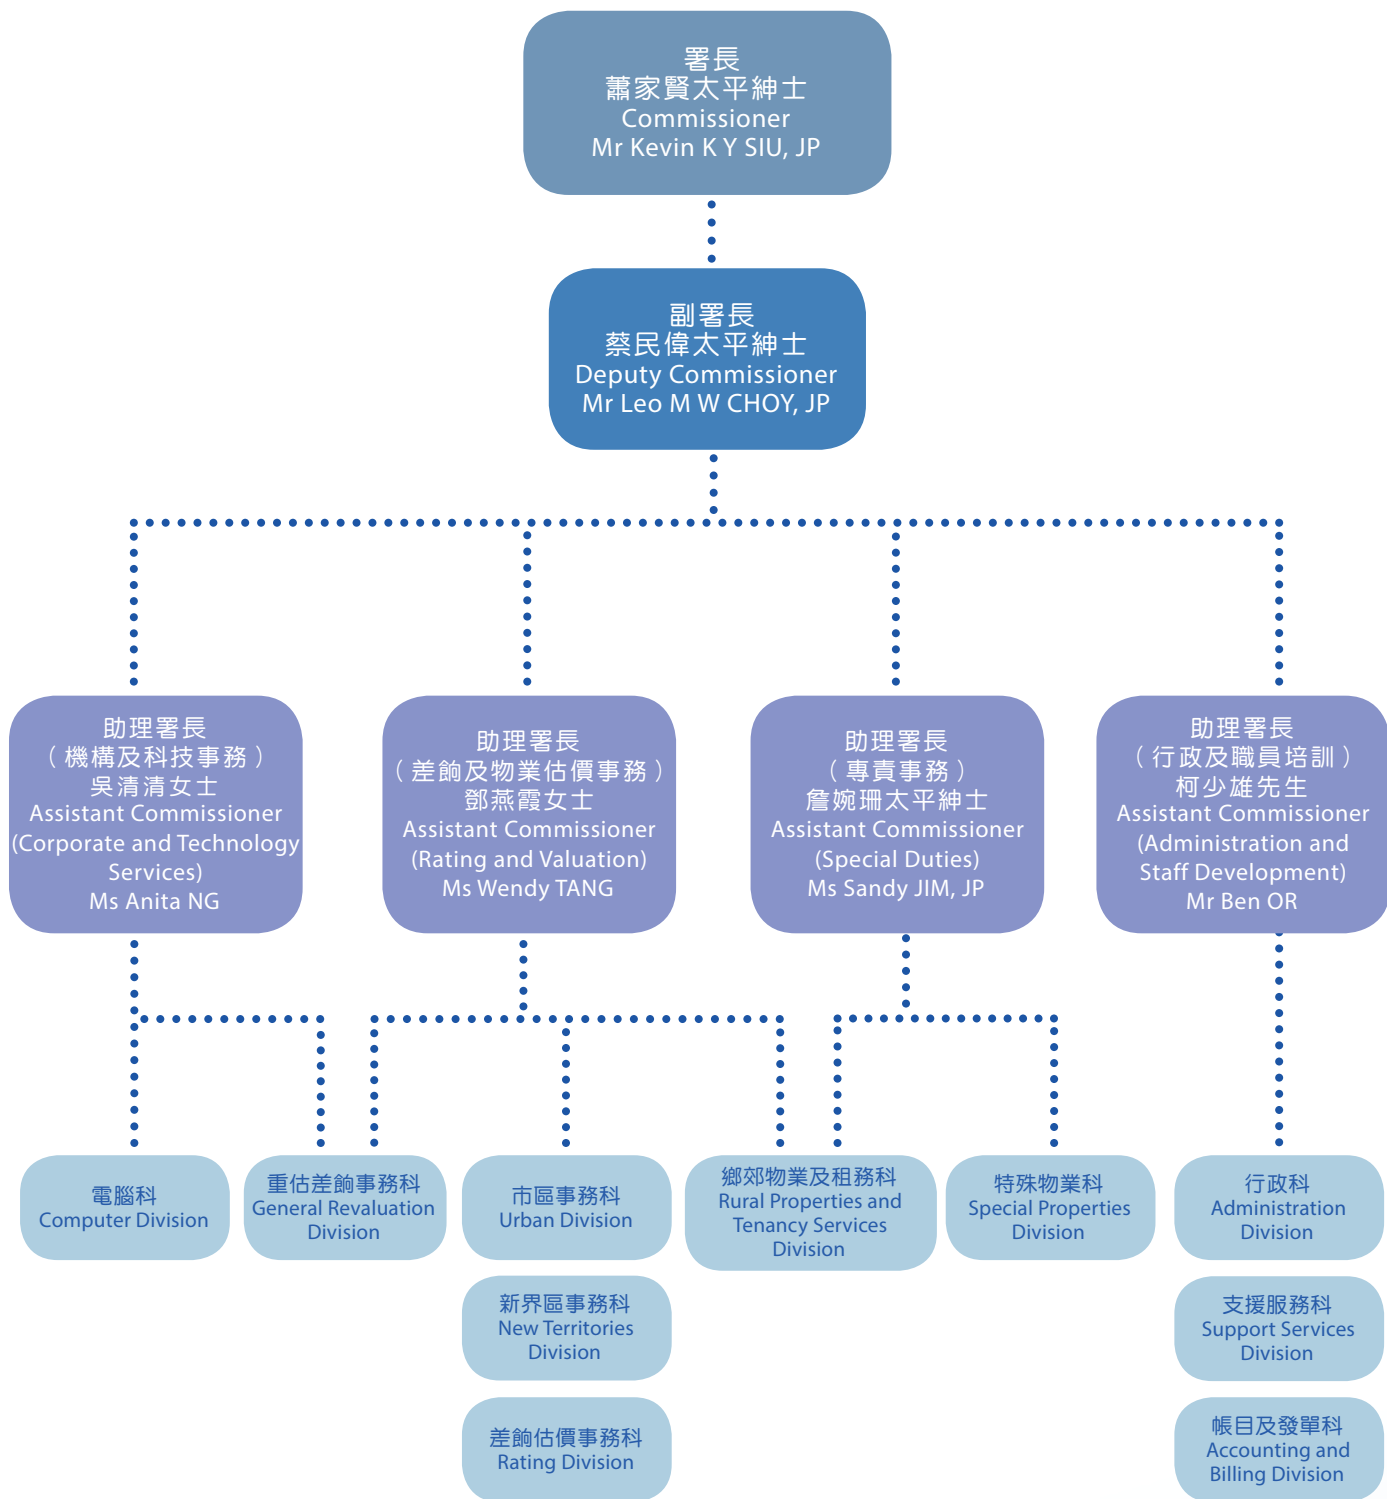 署長
蕭家賢太平紳士
Commissioner
Mr Kevin K Y SIU, JP
副署長
蔡民偉太平紳士
Deputy Commissioner
Mr Leo M W CHOY, JP
助理署長
（機構及科技事務）
吳清清女士
Assistant Commissioner
(Corporate and Technology
Services)
Ms Anita NG
助理署長
（差餉及物業估價事務）
鄧燕霞女士
Assistant Commissioner
(Rating and Valuation)
Ms Wendy TANG
助理署長
（專責事務）
詹婉珊太平紳士
Assistant Commissioner
(Special Duties)
Ms Sandy JIM, JP
助理署長
（行政及職員培訓）
柯少雄先生
Assistant Commissioner
(Administration and
Staff Development)
Mr Ben OR
電腦科
Computer Division
重估差餉事務科
General Revaluation
Division
市區事務科
Urban Division
鄉郊物業及租務科
Rural Properties and
Tenancy Services
Division
特殊物業科
Special Properties
Division
行政科
Administration
Division
新界區事務科
New Territories
Division
支援服務科
Support Services
Division
差餉估價事務科
Rating Division
帳目及發單科
Accounting and
Billing Division